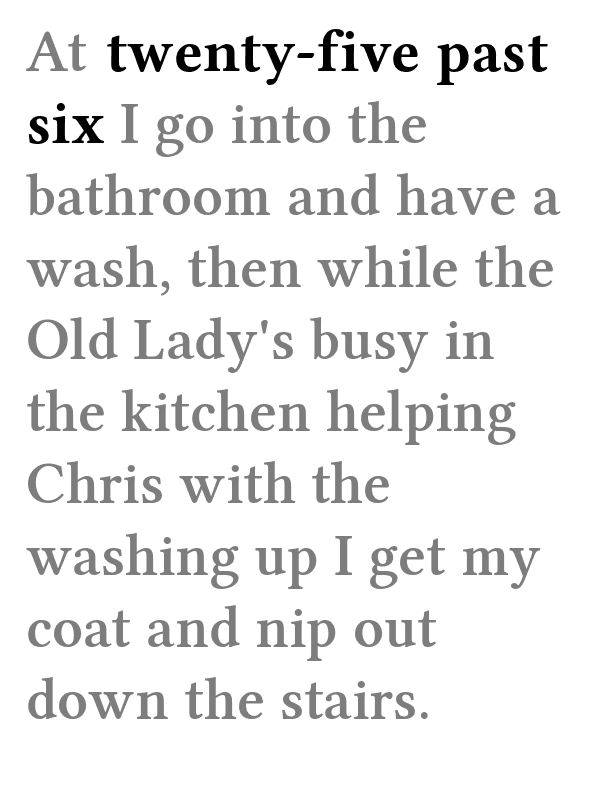 At twenty-five past
six I go into the
bathroom and have a
wash, then while the
Old Lady's busy in
the kitchen helping
Chris with the
washing up I get my
coat and nip out
down the stairs.